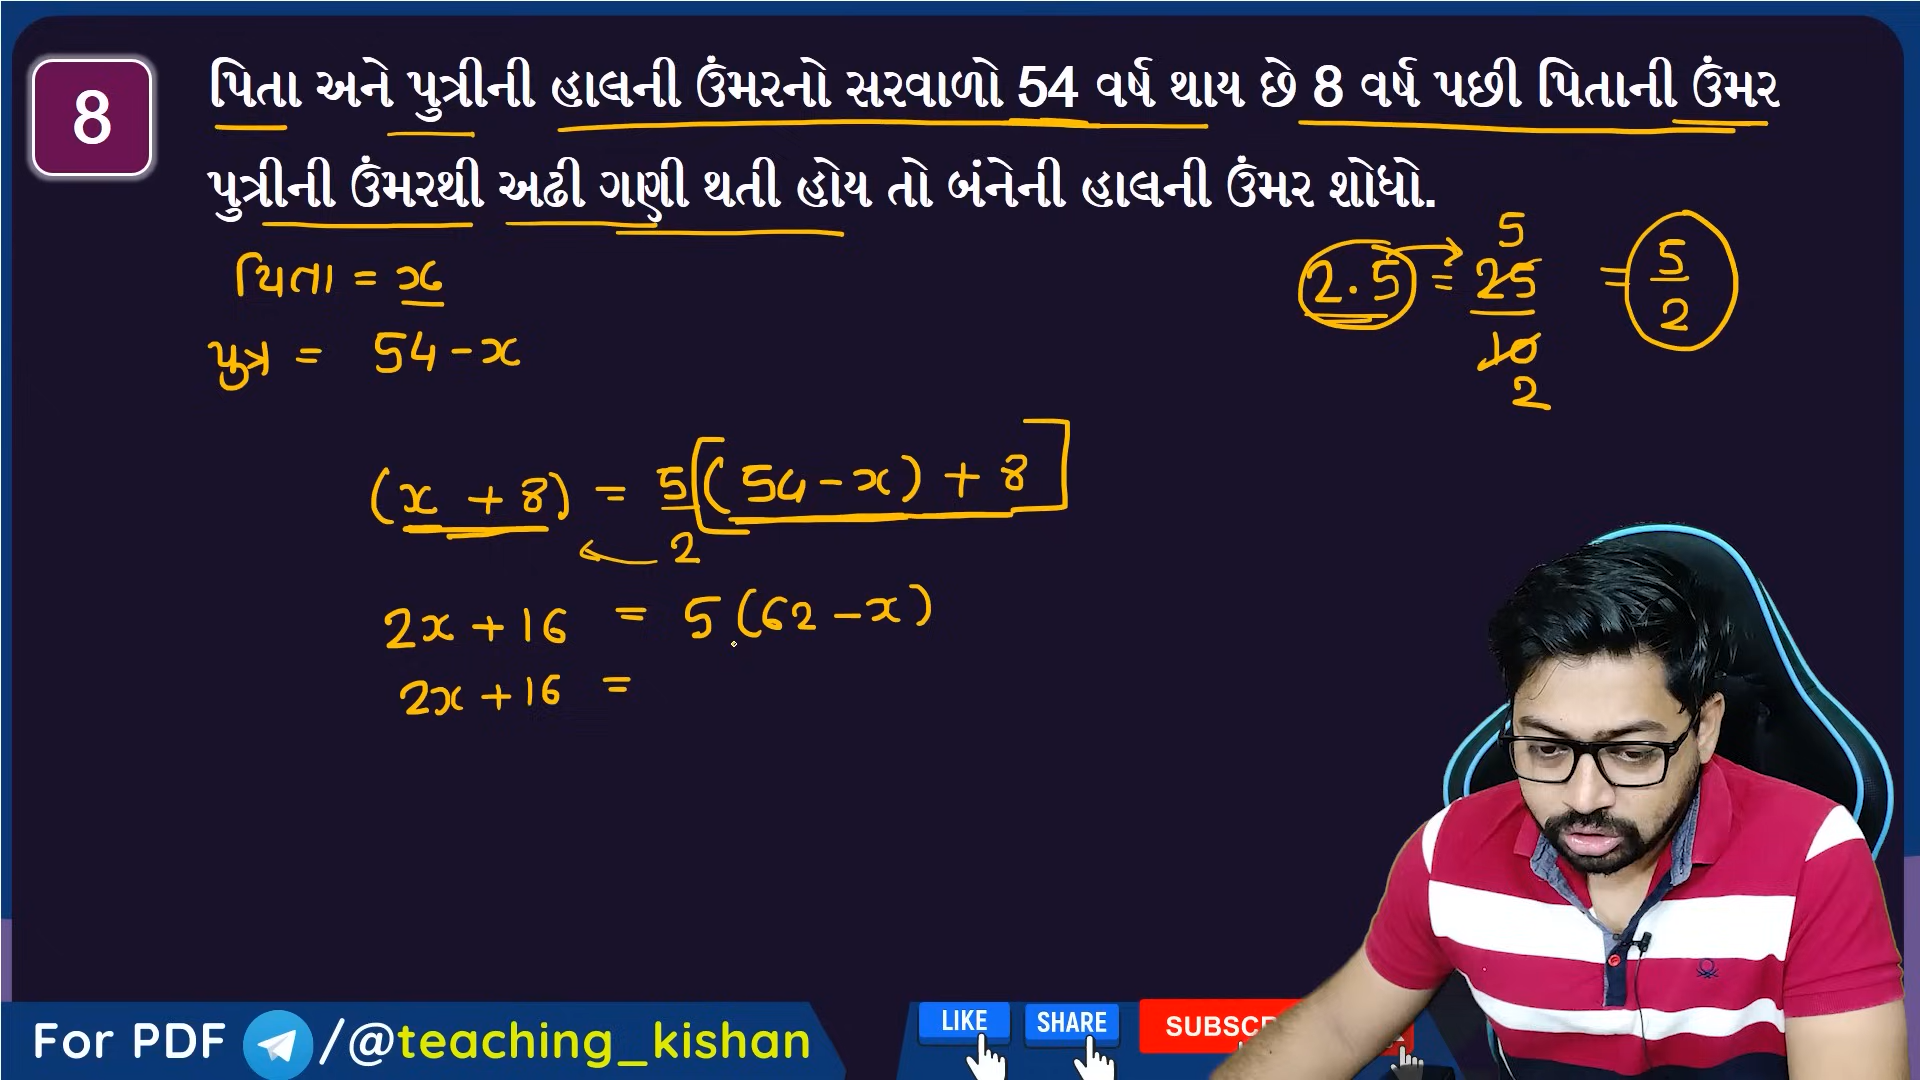 8
પિતા અને પુત્રીની હાલની ઉંમરનો સરવાળો 54 વર્ષ થાય છે 8 વર્ષ પછી પિતાની ઉંમર
પુત્રીની ઉંમરથી અઢી ગણી થતી હોય તો બંનેની હાલની ઉંમર શોધો.
પિતા = x
પુત્ર = 54 - x
2.5 = 25/10 = 5/2
5
2
(x + 8) = 5/2 [(54 - x) + 8]
2x + 16 = 5 (62 - x)
2x + 16 =
For PDF /@teaching_kishan
LIKE
SHARE